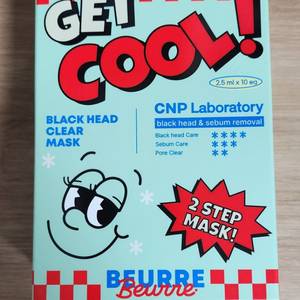 GET
COOL!
2.5 ml x 10 eg
CNP Laboratory
black head & sebum removal
BLACK HEAD
CLEAR
MASK
Black head Care ****
Sebum Care ***
Pore Clear **
2 STEP
MASK!
BEURRE
Beurre.